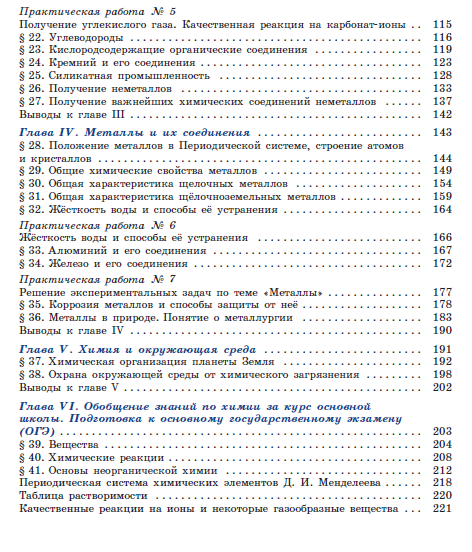 Практическая работа № 5
Получение углекислого газа. Качественная реакция на карбонат-ионы .. 115
§ 22. Углеводороды ........ 116
§ 23. Кислородсодержащие органические соединения ........ 119
§ 24. Кремний и его соединения ........ 123
§ 25. Силикатная промышленность ........ 128
§ 26. Получение неметаллов ........ 133
§ 27. Получение важнейших химических соединений неметаллов ........ 137
Выводы к главе III ........ 142
Глава IV. Металлы и их соединения ........ 143
§ 28. Положение металлов в Периодической системе, строение атомов
и кристаллов ........ 144
§ 29. Общие химические свойства металлов ........ 149
§ 30. Общая характеристика щелочных металлов ........ 154
§ 31. Общая характеристика щёлочноземельных металлов ........ 159
§ 32. Жёсткость воды и способы её устранения ........ 164
Практическая работа № 6
Жёсткость воды и способы её устранения ........ 166
§ 33. Алюминий и его соединения ........ 167
§ 34. Железо и его соединения ........ 172
Практическая работа № 7
Решение экспериментальных задач по теме «Металлы» ........ 177
§ 35. Коррозия металлов и способы защиты от неё ........ 178
§ 36. Металлы в природе. Понятие о металлургии ........ 183
Выводы к главе IV ........ 190
Глава V. Химия и окружающая среда ........ 191
§ 37. Химическая организация планеты Земля ........ 192
§ 38. Охрана окружающей среды от химического загрязнения ........ 198
Выводы к главе V ........ 202
Глава VI. Обобщение знаний по химии за курс основной
школы. Подготовка к основному государственному экзамену
(ОГЭ) ........ 203
§ 39. Вещества ........ 204
§ 40. Химические реакции ........ 208
§ 41. Основы неорганической химии ........ 212
Периодическая система химических элементов Д. И. Менделеева ...... 218
Таблица растворимости ........ 220
Качественные реакции на ионы и некоторые газообразные вещества ... 221